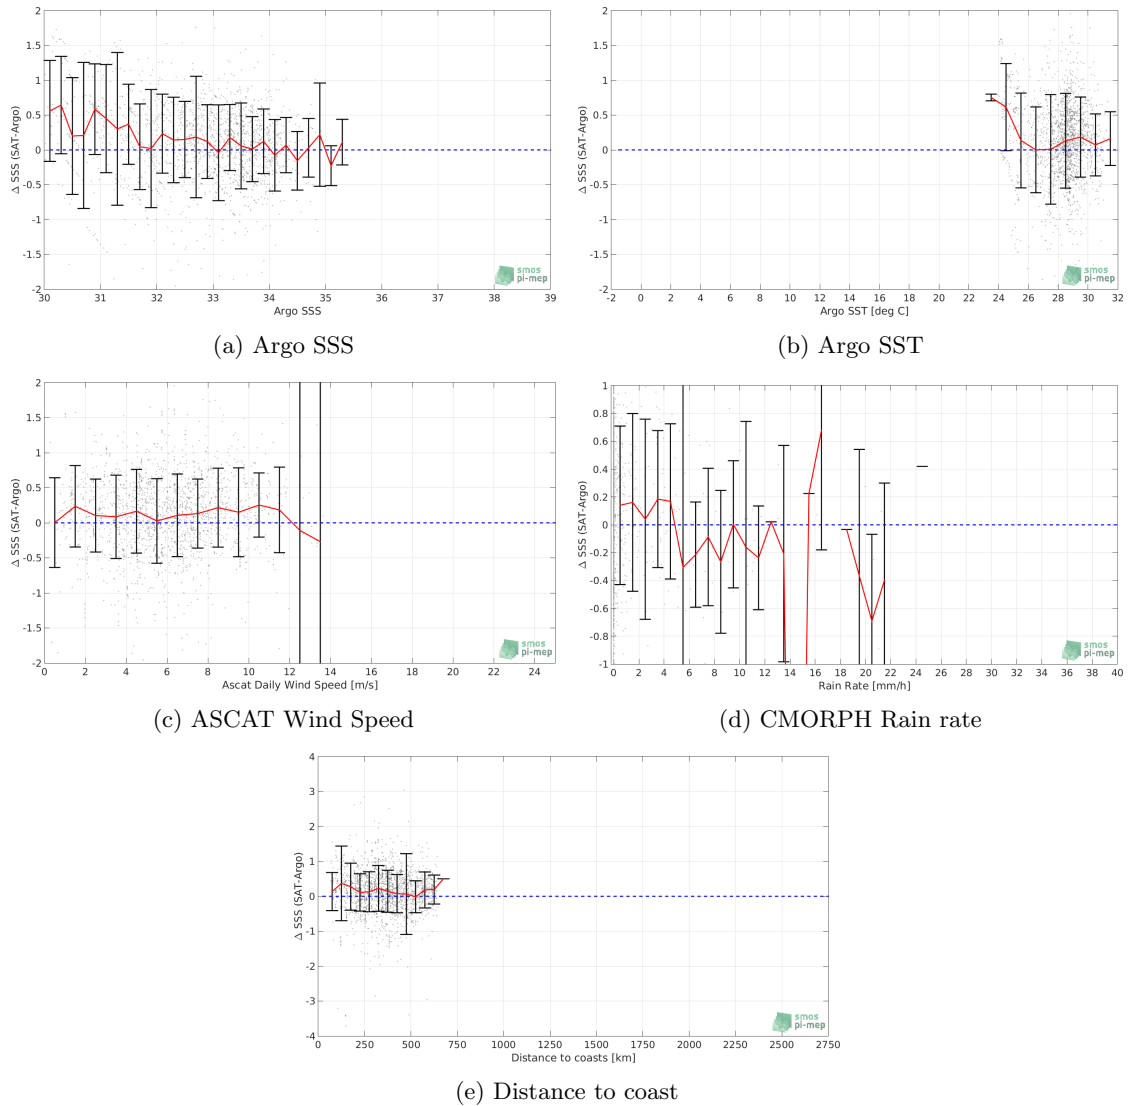 2
1.5
1
0.5
0
-0.5
-1
-1.5
-2
Δ SSS (SAT-Argo)
30 31 32 33 34 35 36 37 38 39
Argo SSS
smos
pi-mep
(a) Argo SSS
2
1.5
1
0.5
0
-0.5
-1
-1.5
-2
Δ SSS (SAT-Argo)
-2 0 2 4 6 8 10 12 14 16 18 20 22 24 26 28 30 32
Argo SST [deg C]
smos
pi-mep
(b) Argo SST
2
1.5
1
0.5
0
-0.5
-1
-1.5
-2
Δ SSS (SAT-Argo)
0 2 4 6 8 10 12 14 16 18 20 22 24
Ascat Daily Wind Speed [m/s]
smos
pi-mep
(c) ASCAT Wind Speed
1
0.8
0.6
0.4
0.2
0
-0.2
-0.4
-0.6
-0.8
-1
Δ SSS (SAT-Argo)
0 2 4 6 8 10 12 14 16 18 20 22 24 26 28 30 32 34 36 38 40
Rain Rate [mm/h]
smos
pi-mep
(d) CMORPH Rain rate
4
3
2
1
0
-1
-2
-3
-4
Δ SSS (SAT-Argo)
0 250 500 750 1000 1250 1500 1750 2000 2250 2500 2750
Distance to coasts [km]
smos
pi-mep
(e) Distance to coast